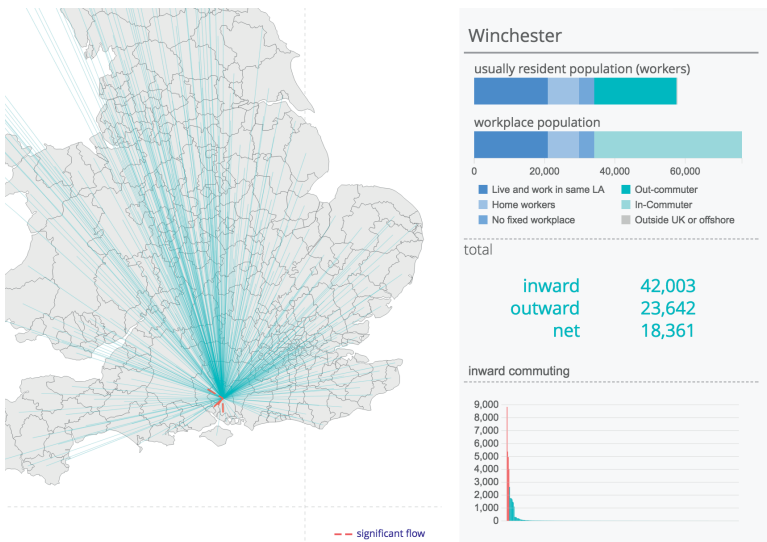 Winchester
usually resident population (workers)
workplace population
0 20,000 40,000 60,000
Live and work in same LA Out-commuter
Home workers In-Commuter
No fixed workplace Outside UK or offshore
total
inward 42,003
outward 23,642
net 18,361
inward commuting
9,000
8,000
7,000
6,000
5,000
4,000
3,000
2,000
1,000
0
significant flow